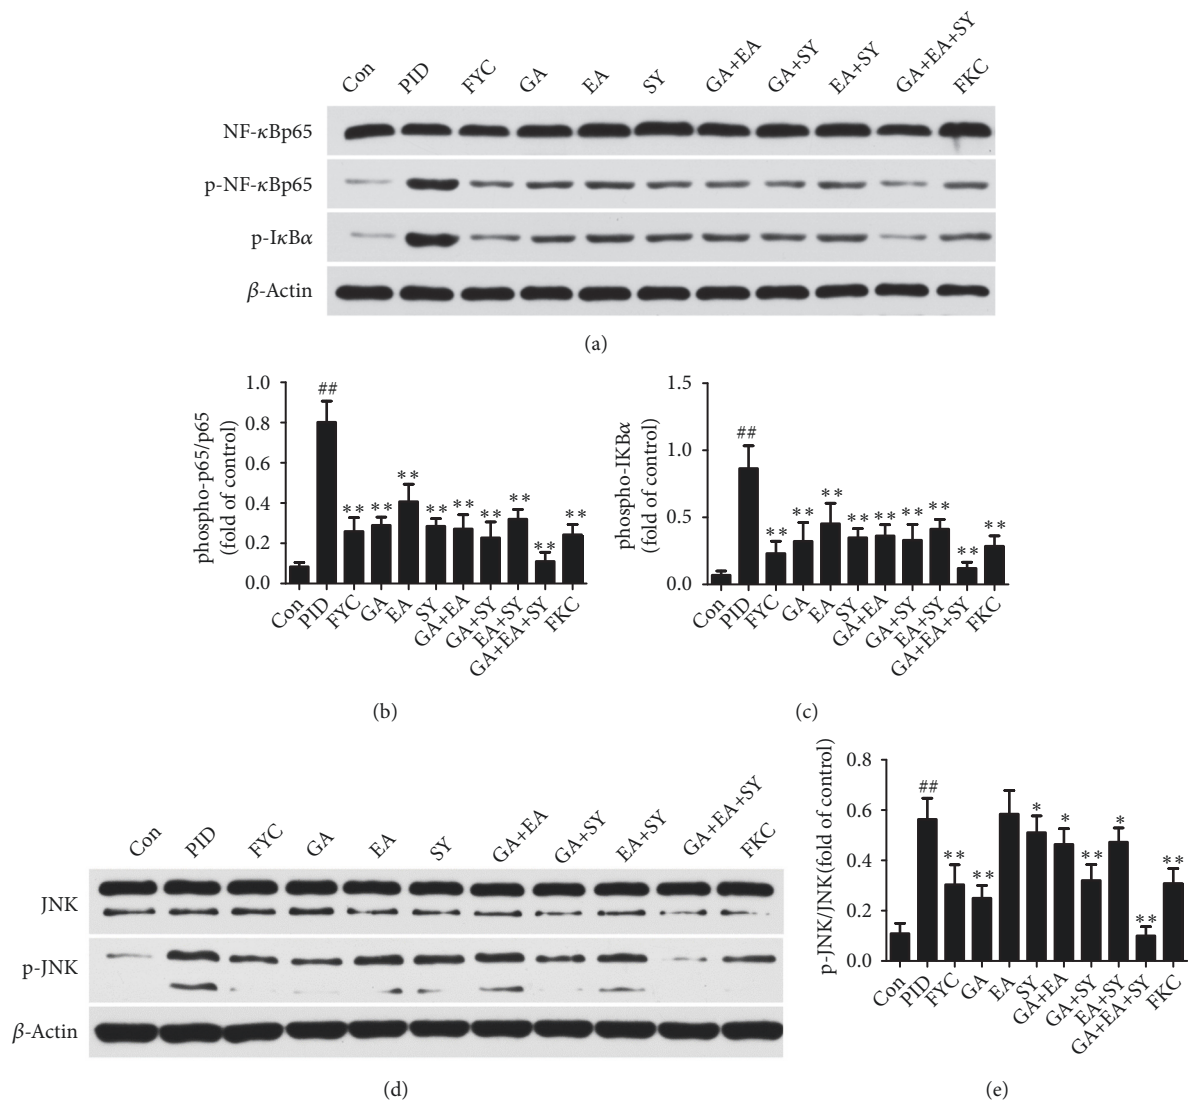 Con PID FYC GA EA SY GA+EA GA+SY EA+SY GA+EA+SY FKC
NF-κBp65
p-NF-κBp65
p-IκBα
β-Actin
(a)
phospho-p65/p65
(fold of control)
1.0
0.8
0.6
0.4
0.2
0.0
## ** ** ** ** ** ** ** ** **
Con PID FYC GA EA SY GA+EA GA+SY EA+SY GA+EA+SY FKC
(b)
phospho-IKBα
(fold of control)
1.5
1.0
0.5
0.0
## ** ** ** ** ** ** ** ** **
Con PID FYC GA EA SY GA+EA GA+SY EA+SY GA+EA+SY FKC
(c)
Con PID FYC GA EA SY GA+EA GA+SY EA+SY GA+EA+SY FKC
JNK
p-JNK
β-Actin
(d)
p-JNK/JNK(fold of control)
0.8
0.6
0.4
0.2
0.0
## ** ** * * ** * ** **
Con PID FYC GA EA SY GA+EA GA+SY EA+SY GA+EA+SY FKC
(e)